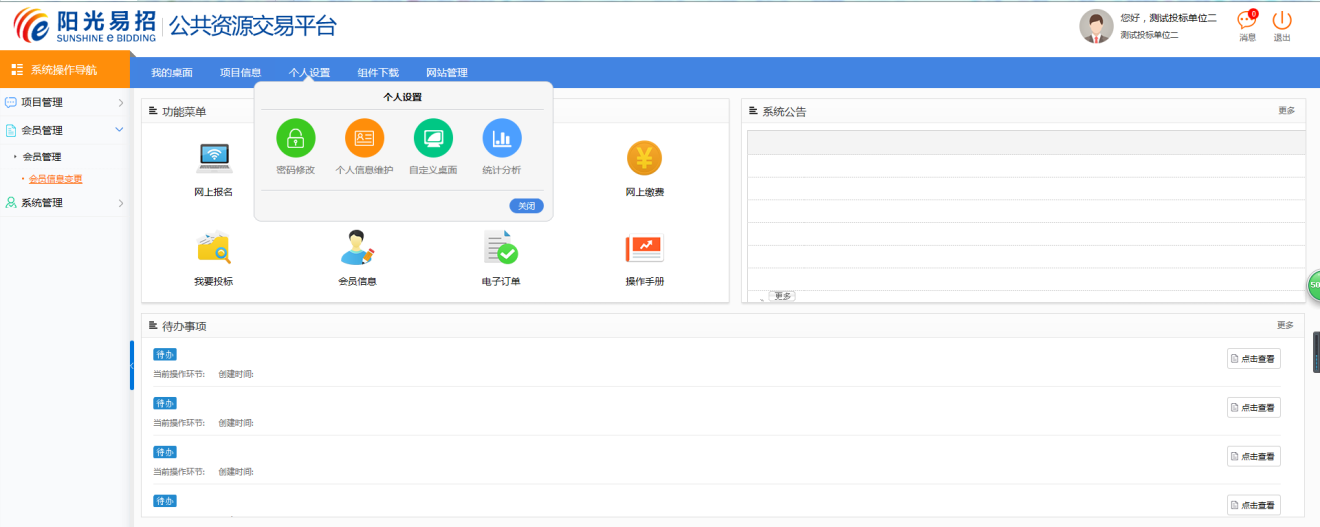 阳光易招 公共资源交易平台
SUNSHINE e BIDDING
您好，测试投标单位二
测试投标单位二
0
消息
退出
系统操作导航
我的桌面 项目信息 个人设置 组件下载 网站管理
项目管理
会员管理
会员管理
会员信息变更
系统管理
功能菜单
个人设置
密码修改 个人信息维护 自定义桌面 统计分析
关闭
网上报名
网上缴费
我要投标 会员信息 电子订单 操作手册
系统公告 更多
更多
50
待办事项 更多
待办
当前操作环节: 创建时间:
点击查看
待办
当前操作环节: 创建时间:
点击查看
待办
当前操作环节: 创建时间:
点击查看
待办
点击查看